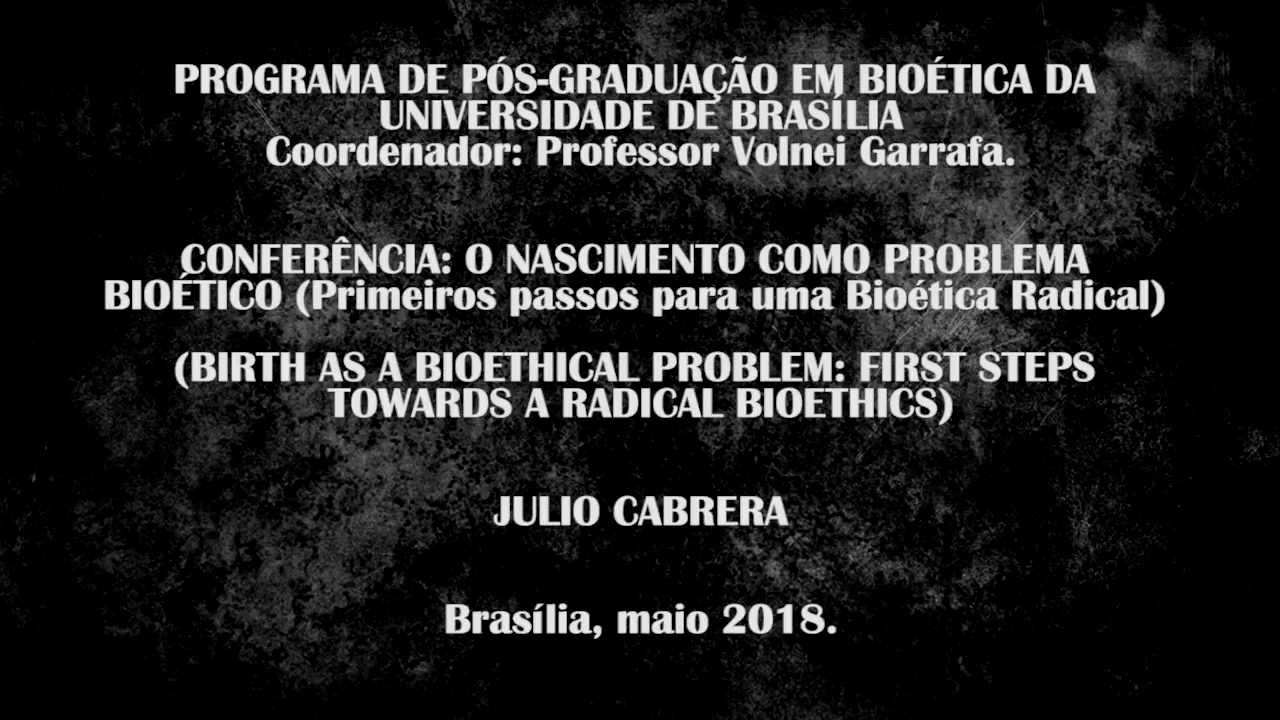 PROGRAMA DE PÓS-GRADUAÇÃO EM BIOÉTICA DA
UNIVERSIDADE DE BRASÍLIA
Coordenador: Professor Volnei Garrafa.
CONFERÊNCIA: O NASCIMENTO COMO PROBLEMA
BIOÉTICO (Primeiros passos para uma Bioética Radical)
(BIRTH AS A BIOETHICAL PROBLEM: FIRST STEPS
TOWARDS A RADICAL BIOETHICS)
JULIO CABRERA
Brasília, maio 2018.